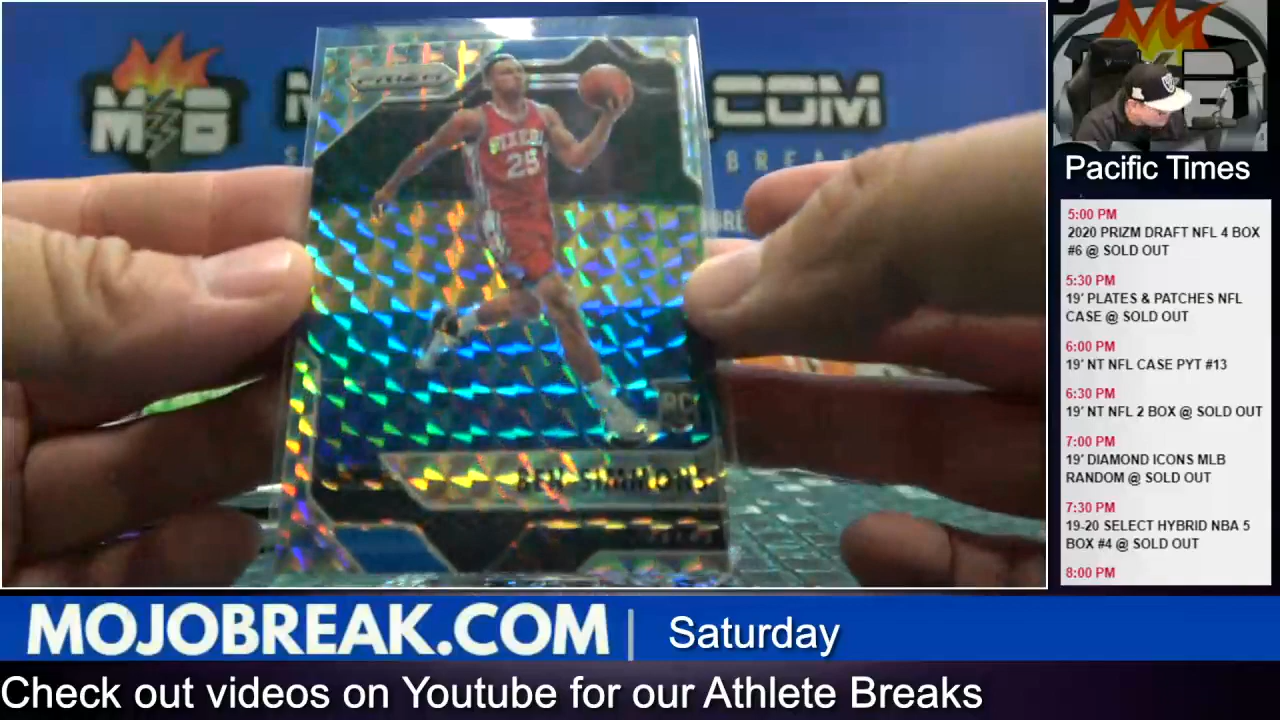 PRIZM
SIXERS
25
RC
BEN SIMMONS
MB
.COM
BREA
Pacific Times
5:00 PM
2020 PRIZM DRAFT NFL 4 BOX
#6 @ SOLD OUT
5:30 PM
19' PLATES & PATCHES NFL
CASE @ SOLD OUT
6:00 PM
19' NT NFL CASE PYT #13
6:30 PM
19' NT NFL 2 BOX @ SOLD OUT
7:00 PM
19' DIAMOND ICONS MLB
RANDOM @ SOLD OUT
7:30 PM
19-20 SELECT HYBRID NBA 5
BOX #4 @ SOLD OUT
8:00 PM
MOJOBREAK.COM
Saturday
Check out videos on Youtube for our Athlete Breaks